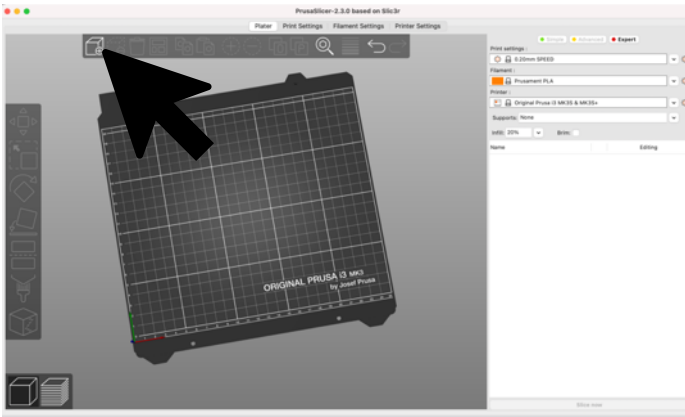 PrusaSlicer-2.3.0 based on Slic3r
Plater Print Settings Filament Settings Printer Settings
Simple Advanced Expert
Print settings :
0.20mm SPEED
Filament :
Prusament PLA
Printer :
Original Prusa i3 MK3S & MK3S+
Supports: None
Infill: 20% Brim:
Name Editing
ORIGINAL PRUSA i3 MK3
by Josef Prusa
Slice now